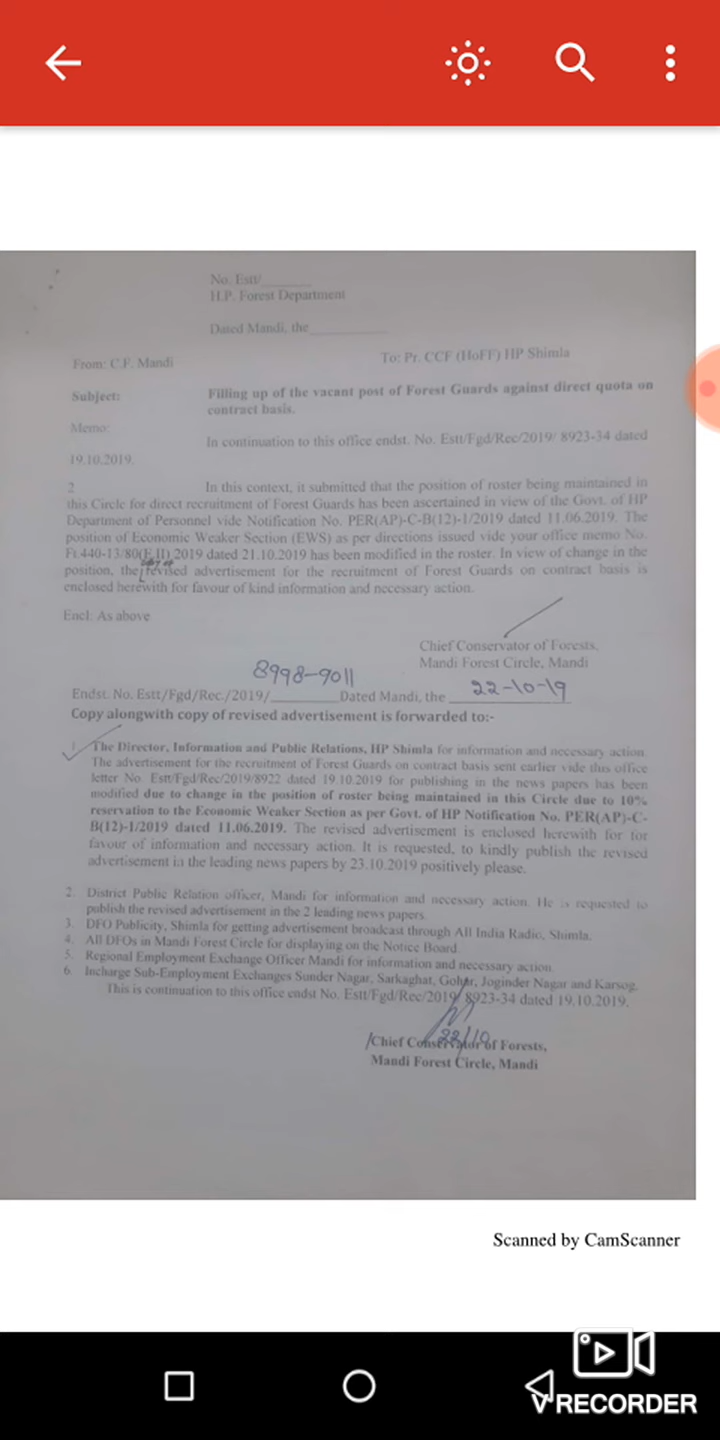 No. Estt/______
H.P. Forest Department
Dated Mandi, the________
From: C.F. Mandi
To: Pr. CCF (HoFF) HP Shimla
Subject: Filling up of the vacant post of Forest Guards against direct quota on
contract basis.
Memo:
In continuation to this office endst. No. Estt/Fgd/Rec/2019/ 8923-34 dated
19.10.2019.
2 In this context, it submitted that the position of roster being maintained in
this Circle for direct recruitment of Forest Guards has been ascertained in view of the Govt. of HP
Department of Personnel vide Notification No. PER(AP)-C-B(12)-1/2019 dated 11.06.2019. The
position of Economic Weaker Section (EWS) as per directions issued vide your office memo No.
Ft.440-13/80(E.II) 2019 dated 21.10.2019 has been modified in the roster. In view of change in the
position, the revised advertisement for the recruitment of Forest Guards on contract basis is
enclosed herewith for favour of kind information and necessary action.
Encl: As above
Chief Conservator of Forests,
Mandi Forest Circle, Mandi
8998-9011
Endst. No. Estt/Fgd/Rec./2019/________Dated Mandi, the 22-10-19
Copy alongwith copy of revised advertisement is forwarded to:-
1. The Director, Information and Public Relations, HP Shimla for information and necessary action.
The advertisement for the recruitment of Forest Guards on contract basis sent earlier vide this office
letter No. Estt/Fgd/Rec/2019/8922 dated 19.10.2019 for publishing in the news papers has been
modified due to change in the position of roster being maintained in this Circle due to 10%
reservation to the Economic Weaker Section as per Govt. of HP Notification No. PER(AP)-C-
B(12)-1/2019 dated 11.06.2019. The revised advertisement is enclosed herewith for for
favour of information and necessary action. It is requested, to kindly publish the revised
advertisement in the leading news papers by 23.10.2019 positively please.
2. District Public Relation officer, Mandi for information and necessary action. He is requested to
publish the revised advertisement in the 2 leading news papers.
3. DFO Publicity, Shimla for getting advertisement broadcast through All India Radio, Shimla.
4. All DFOs in Mandi Forest Circle for displaying on the Notice Board.
5. Regional Employment Exchange Officer Mandi for information and necessary action.
6. Incharge Sub-Employment Exchanges Sunder Nagar, Sarkaghat, Gohar, Joginder Nagar and Karsog.
This is continuation to this office endst No. Estt/Fgd/Rec/2019/ 8923-34 dated 19.10.2019.
22/10
/Chief Conservator of Forests,
Mandi Forest Circle, Mandi
Scanned by CamScanner
V RECORDER